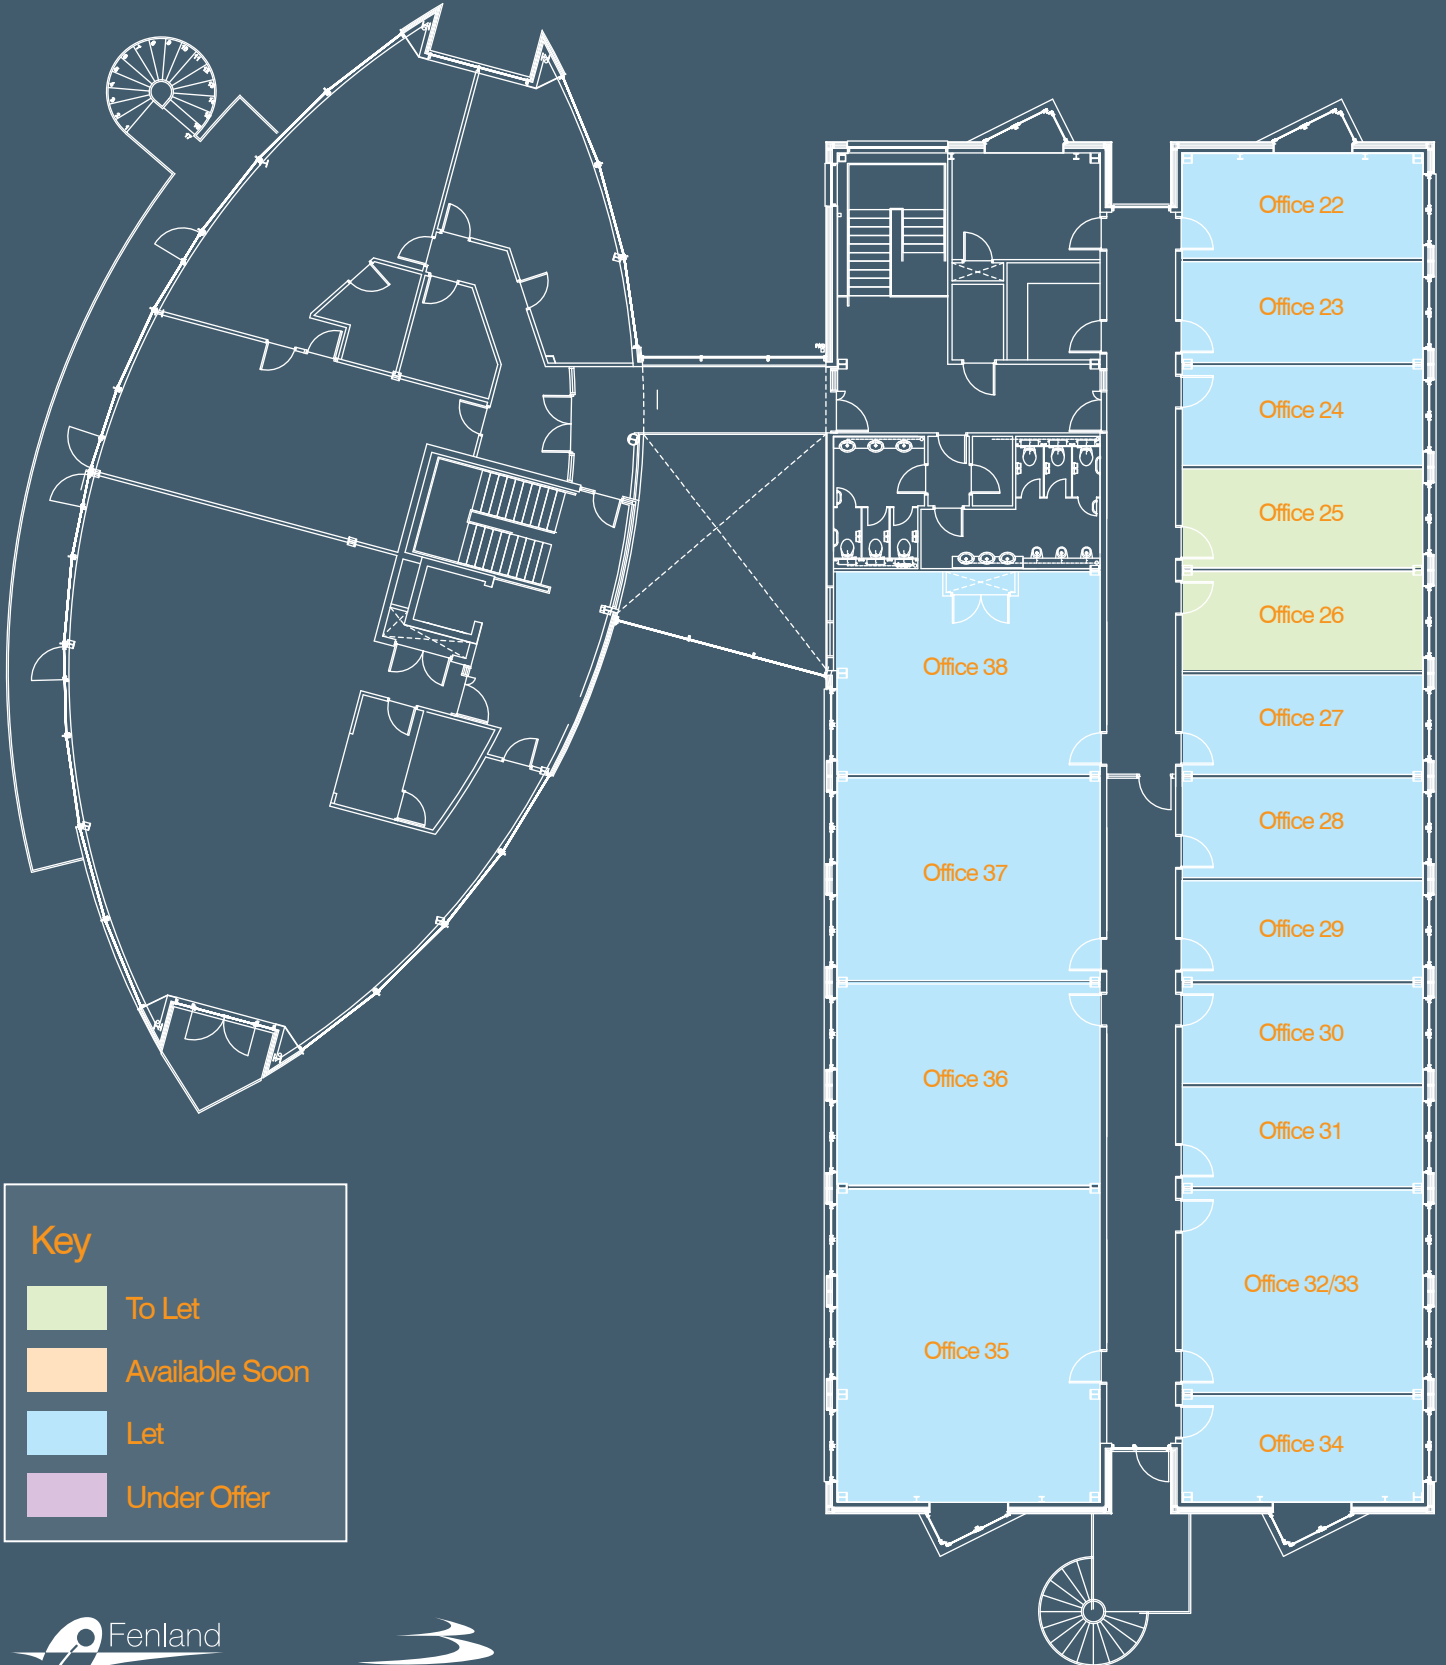 Office 22
Office 23
Office 24
Office 25
Office 26
Office 38
Office 27
Office 28
Office 37
Office 29
Office 30
Office 36
Office 31
Office 32/33
Office 35
Office 34
Key
To Let
Available Soon
Let
Under Offer
Fenland